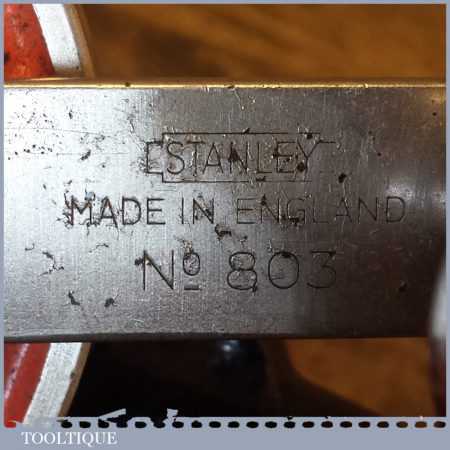 STANLEY
MADE IN ENGLAND
Nº 803
TOOLTIQUE